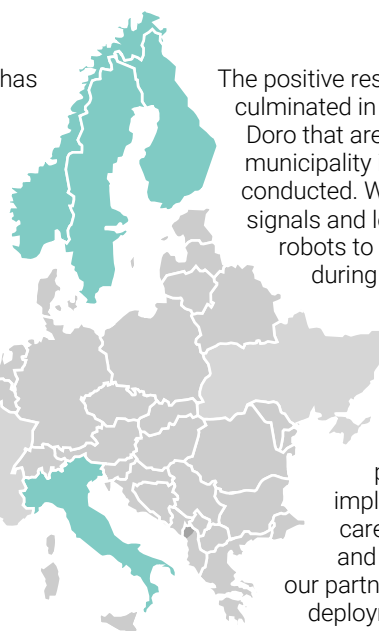 has
The positive res
culminated in
Doro that are
municipality
conducted. W
signals and l
robots to
during
p
impl
care
and
our partn
deploy